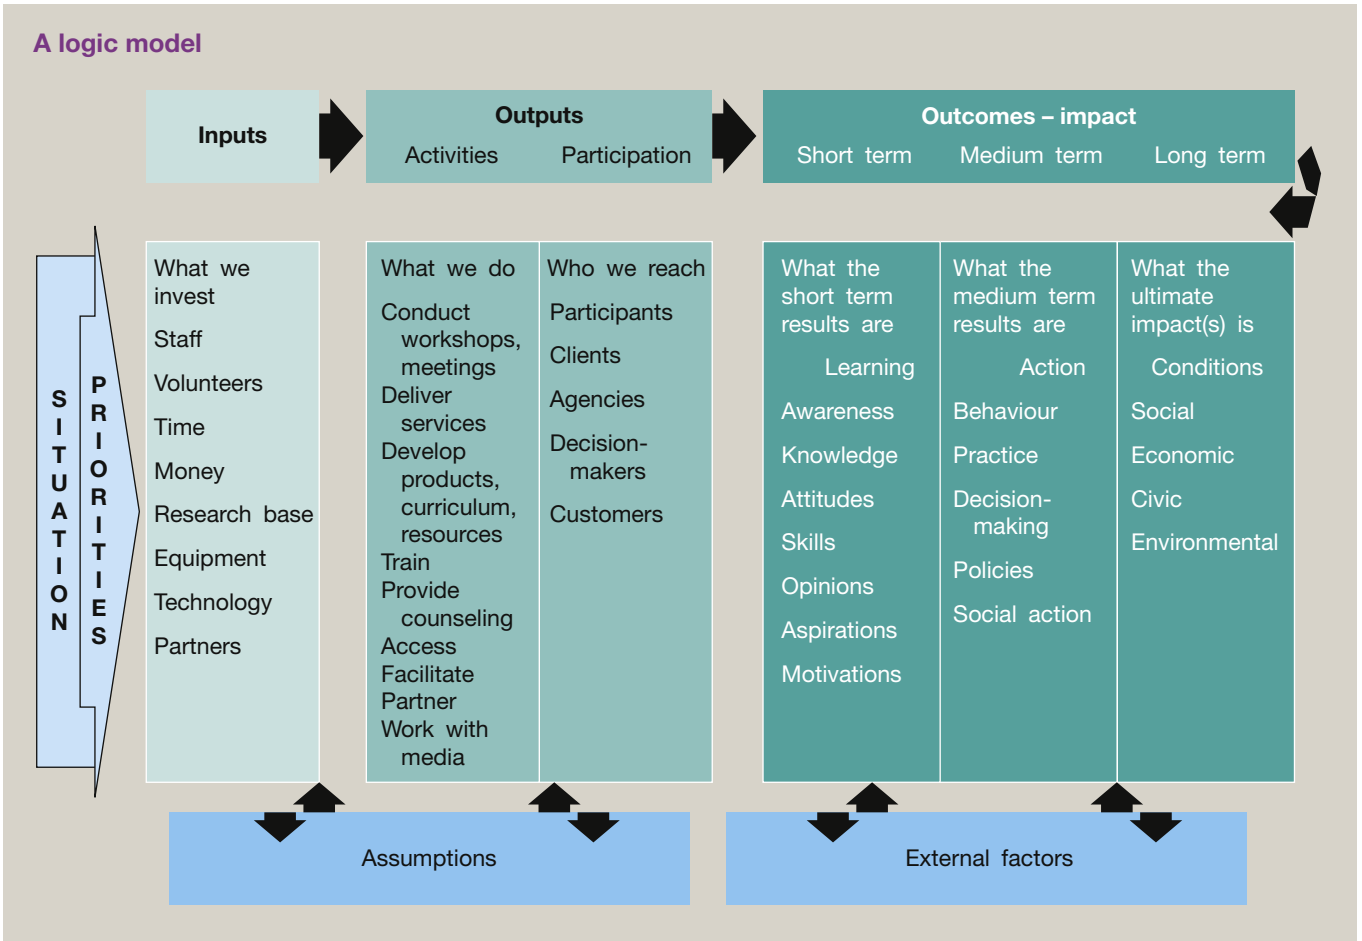 A logic model
Inputs
Outputs
Activities Participation
Outcomes – impact
Short term Medium term Long term
SITUATION
PRIORITIES
What we
invest
Staff
Volunteers
Time
Money
Research base
Equipment
Technology
Partners
What we do
Conduct
workshops,
meetings
Deliver
services
Develop
products,
curriculum,
resources
Train
Provide
counseling
Access
Facilitate
Partner
Work with
media
Who we reach
Participants
Clients
Agencies
Decision-
makers
Customers
What the
short term
results are
Learning
Awareness
Knowledge
Attitudes
Skills
Opinions
Aspirations
Motivations
What the
medium term
results are
Action
Behaviour
Practice
Decision-
making
Policies
Social action
What the
ultimate
impact(s) is
Conditions
Social
Economic
Civic
Environmental
Assumptions
External factors